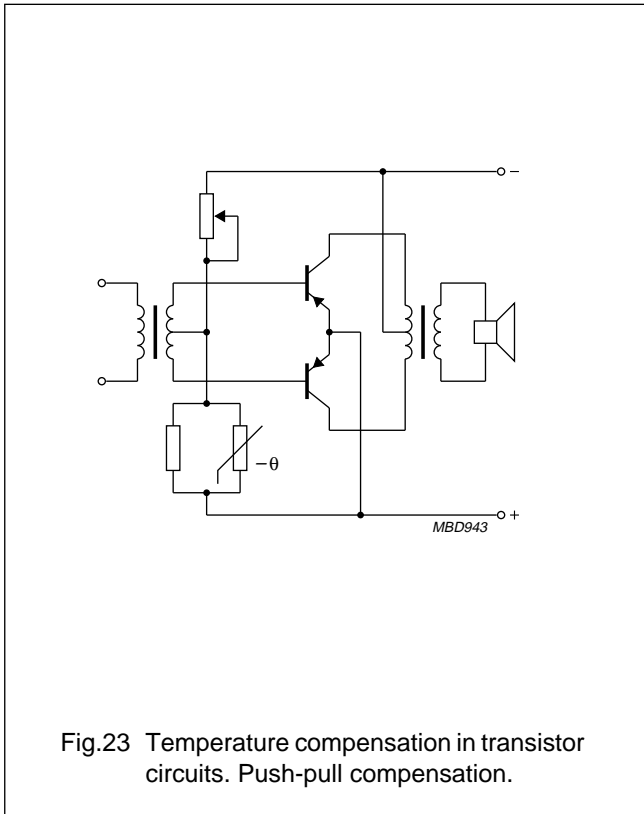 −
−θ
+
MBD943
Fig.23 Temperature compensation in transistor
circuits. Push-pull compensation.